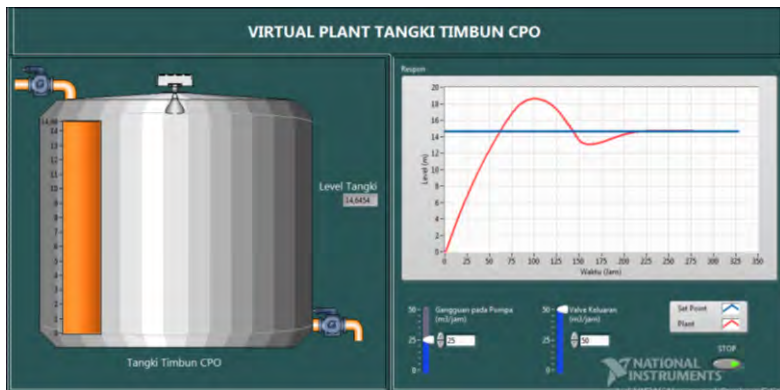 VIRTUAL PLANT TANGKI TIMBUN CPO
14,66
14
13
12
11
10
9
8
7
6
5
4
3
2
1
0
Level Tangki
14,6454
Tangki Timbun CPO
Respon
Level (m)
20
18
16
14
12
10
8
6
4
2
0
0 25 50 75 100 125 150 175 200 225 250 275 300 325 350
Waktu (Jam)
50
25
0
Gangguan pada Pompa
(m3/jam)
25
50
25
0
Valve Keluaran
(m3/jam)
50
Set Point
Plant
STOP
NATIONAL
INSTRUMENTS